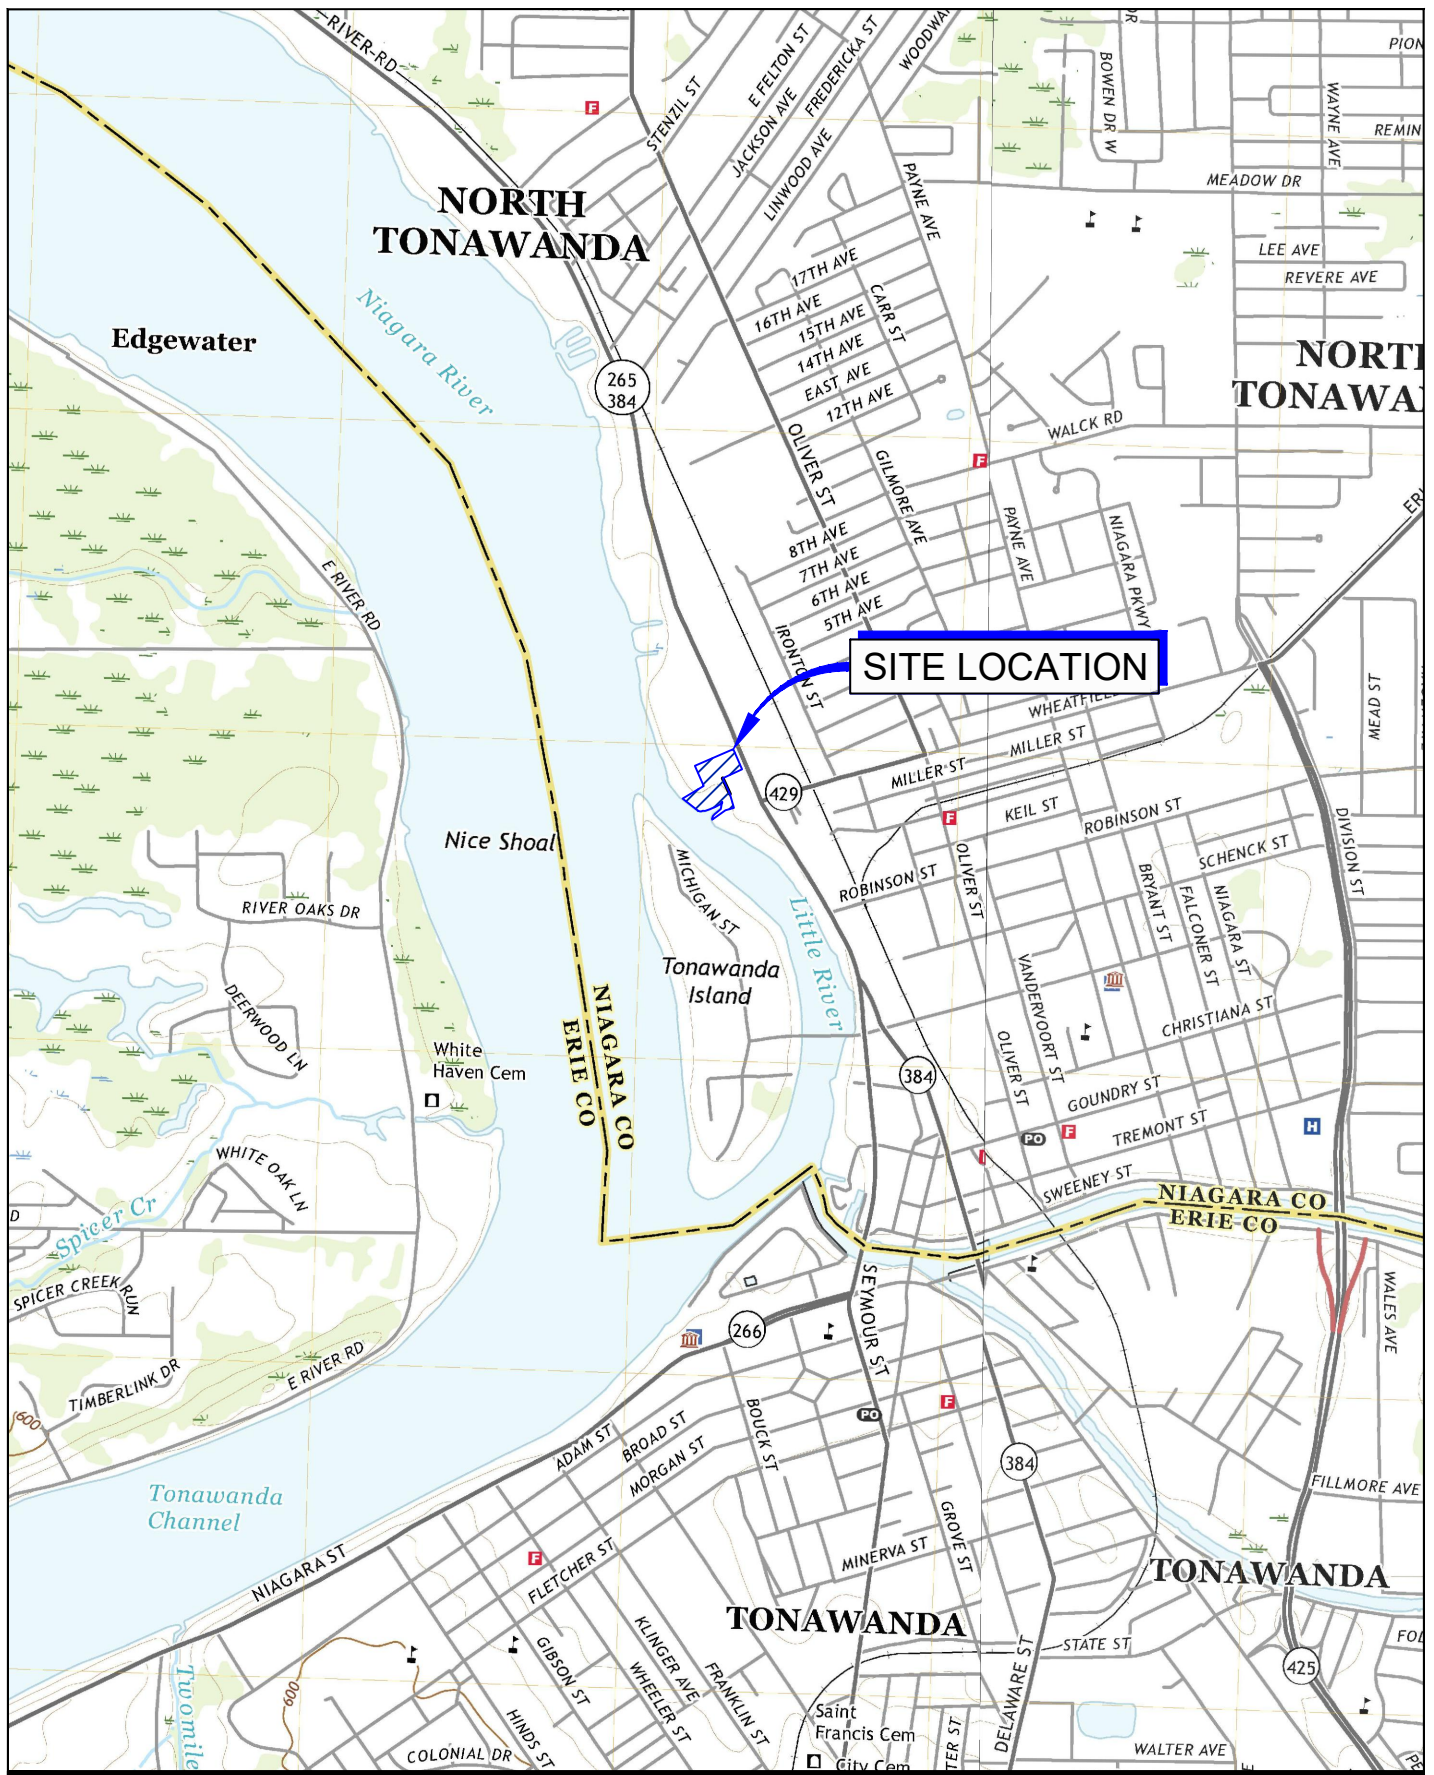 RIVER-RD
STENZIL ST
E FELTON ST
JACKSON AVE
FREDERICKA ST
LINWOOD AVE
BOWEN DR W
WAYNE AVE
MEADOW DR
PAYNE AVE
NORTH
TONAWANDA
LEE AVE
REVERE AVE
17TH AVE
CARR ST
16TH AVE
15TH AVE
14TH AVE
EAST AVE
12TH AVE
Niagara River
Edgewater
265
384
OLIVER ST
GILMORE AVE
WALCK RD
F
F
8TH AVE
7TH AVE
6TH AVE
5TH AVE
PAYNE AVE
NIAGARA PKWY
E RIVER RD
IRONTON ST
SITE LOCATION
MILLER ST
MILLER ST
MEAD ST
429
KEIL ST
F
ROBINSON ST
ROBINSON ST
SCHENCK ST
DIVISION ST
Nice Shoal
MICHIGAN ST
OLIVER ST
BRYANT ST
FALCONER ST
NIAGARA ST
RIVER OAKS DR
Little River
Tonawanda
Island
VANDERVOORT ST
DEERWOOD LN
NIAGARA CO
ERIE CO
CHRISTIANA ST
White
Haven Cem
384
OLIVER ST
GOUNDRY ST
TREMONT ST
PO
F
H
WHITE OAK LN
SWEENEY ST
NIAGARA CO
ERIE CO
Spicer Cr
SPICER CREEK RUN
SEYMOUR ST
WALES AVE
266
TIMBERLINK DR
E RIVER RD
600
BOUCK ST
PO
F
ADAM ST
BROAD ST
MORGAN ST
384
FILLMORE AVE
Tonawanda
Channel
GROVE ST
NIAGARA ST
F
FLETCHER ST
MINERVA ST
TONAWANDA
TONAWANDA
KLINGER AVE
GIBSON ST
WHEELER ST
FRANKLIN ST
STATE ST
DELAWARE ST
425
600
Twomile
HINDS ST
Saint
Francis Cem
City Cem
COLONIAL DR
WALTER AVE